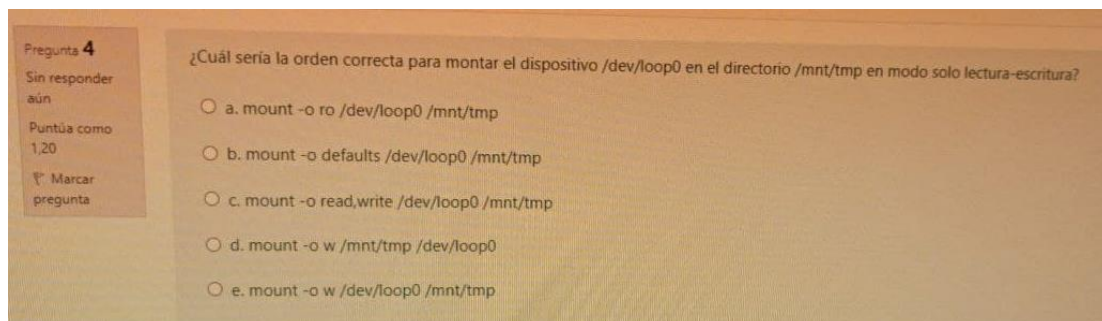 Pregunta 4
Sin responder
aún
Puntúa como
1,20
Marcar
pregunta
¿Cuál sería la orden correcta para montar el dispositivo /dev/loop0 en el directorio /mnt/tmp en modo solo lectura-escritura?
a. mount -o ro /dev/loop0 /mnt/tmp
b. mount -o defaults /dev/loop0 /mnt/tmp
c. mount -o read,write /dev/loop0 /mnt/tmp
d. mount -o w /mnt/tmp /dev/loop0
e. mount -o w /dev/loop0 /mnt/tmp